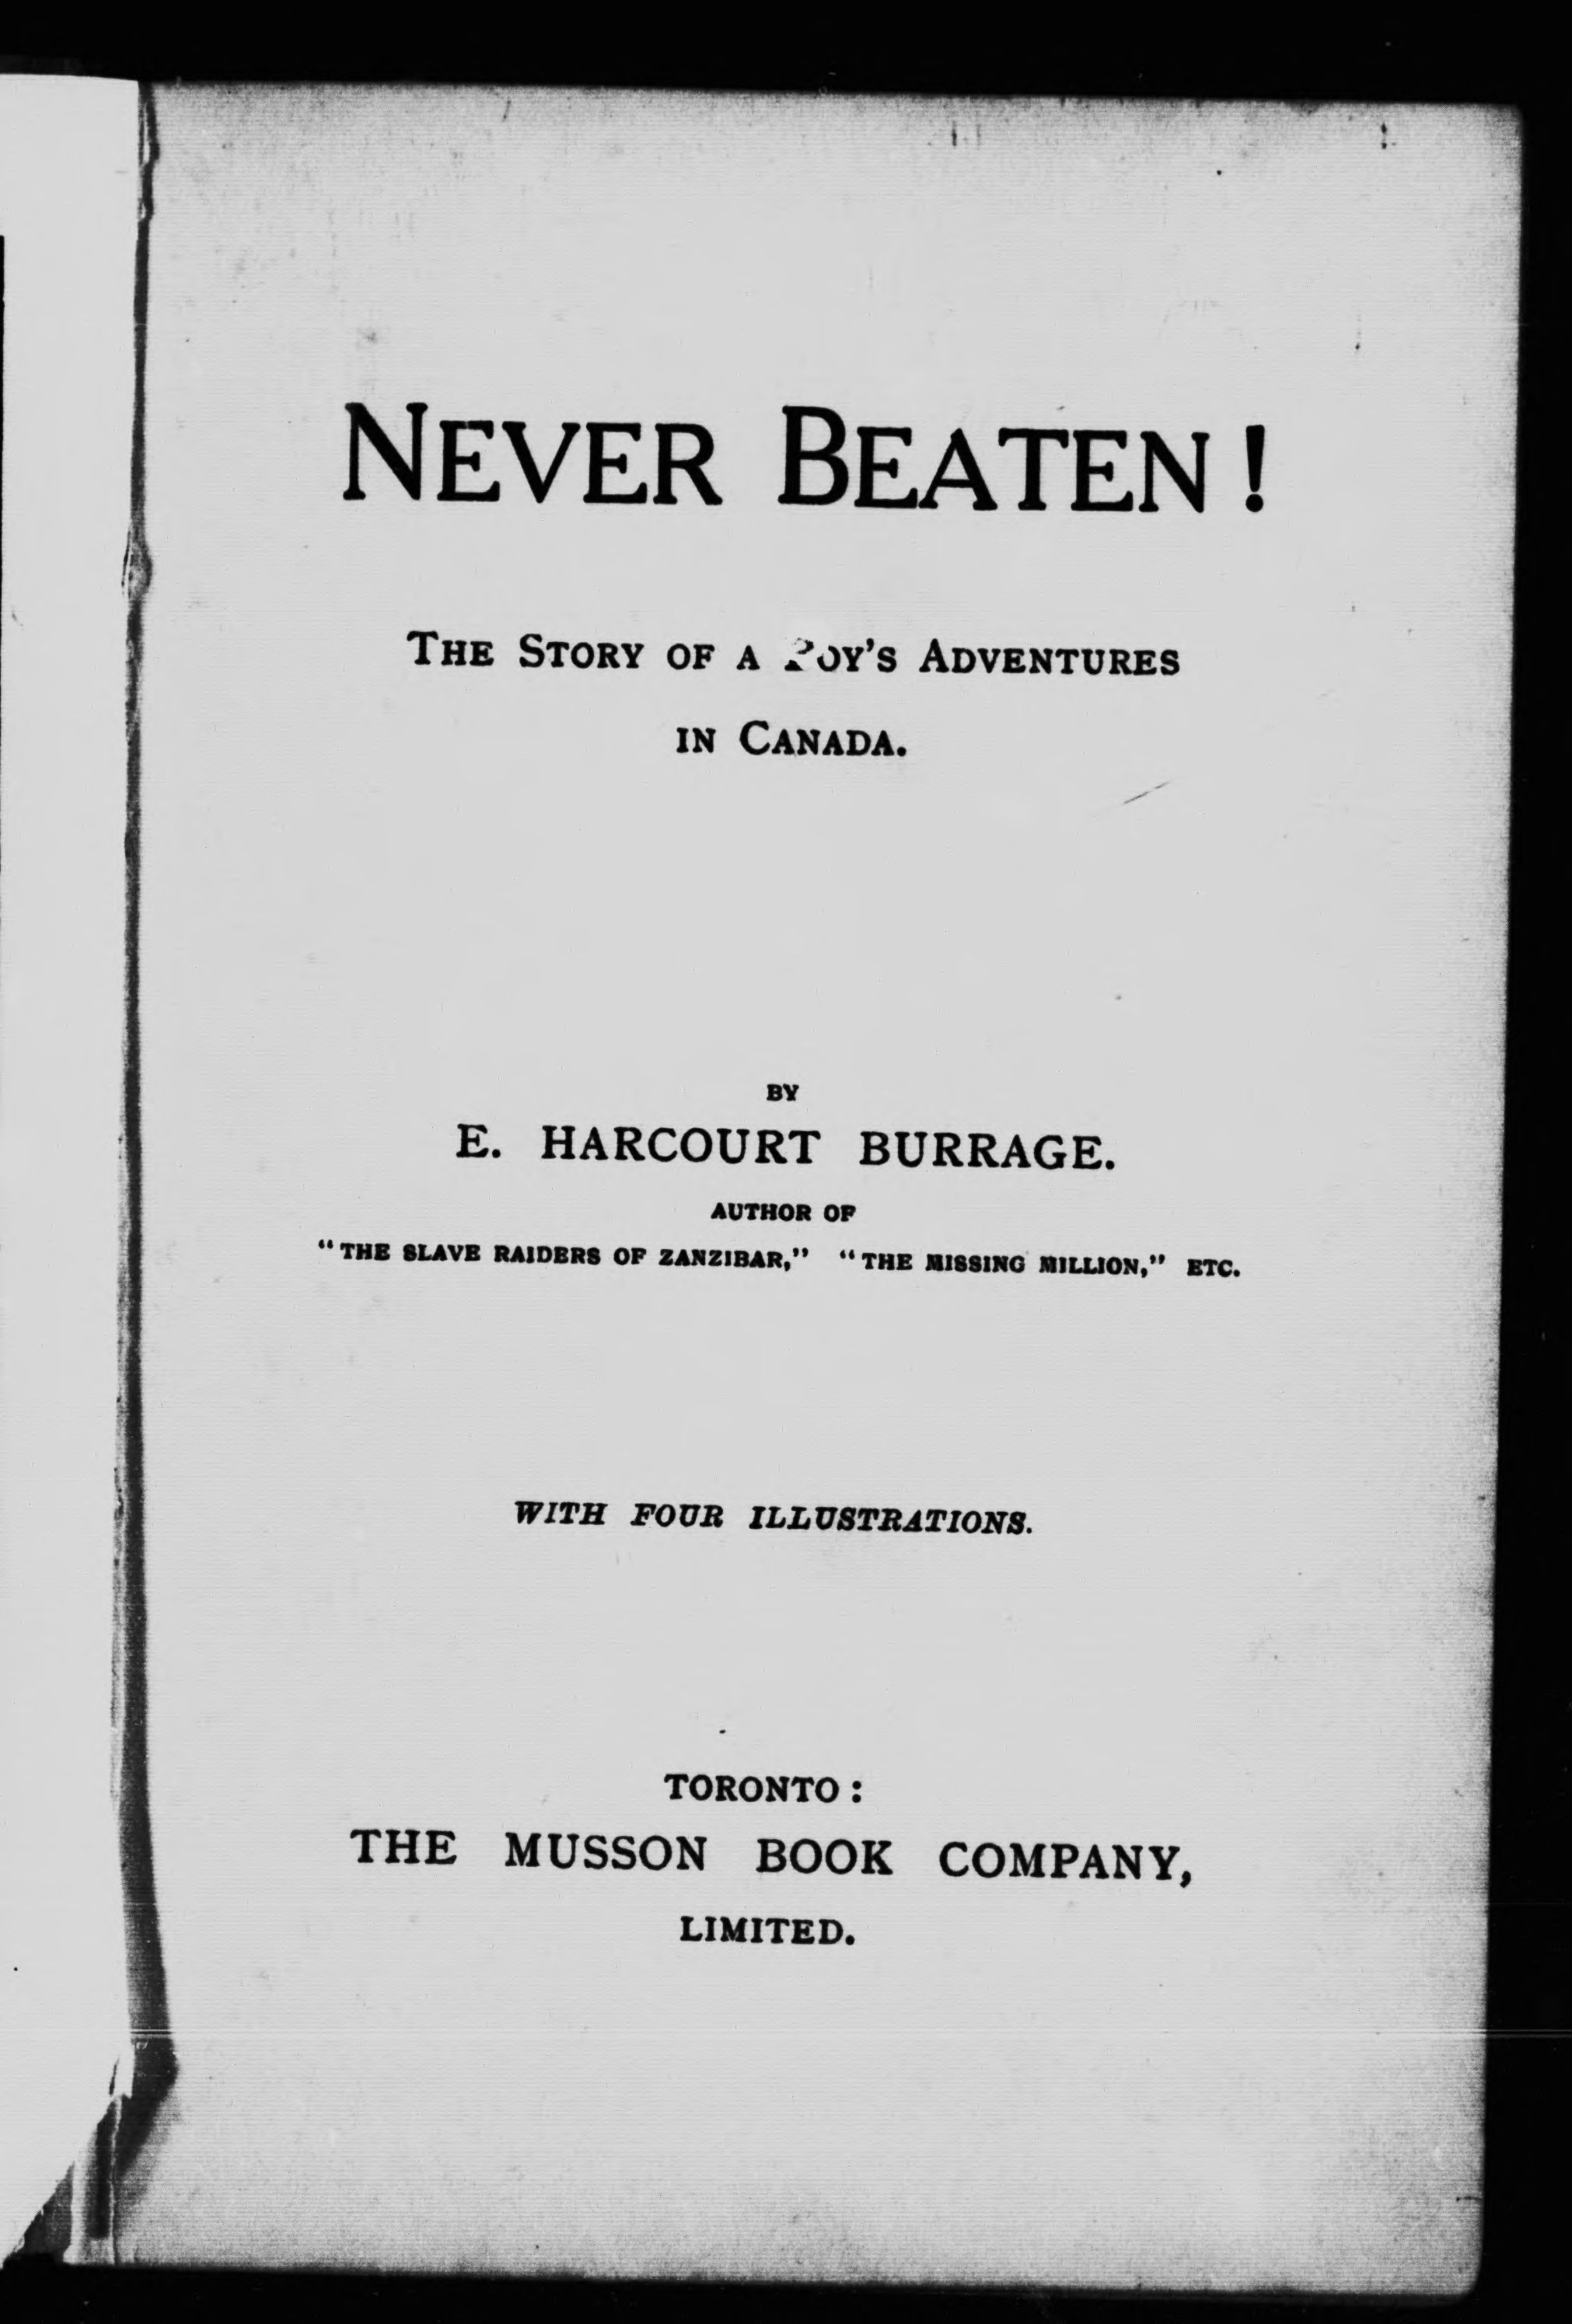 NEVER BEATEN!
THE STORY OF A BOY'S ADVENTURES
IN CANADA.
BY
E. HARCOURT BURRAGE.
AUTHOR OF
"THE SLAVE RAIDERS OF ZANZIBAR," "THE MISSING MILLION," ETC.
WITH FOUR ILLUSTRATIONS.
TORONTO:
THE MUSSON BOOK COMPANY,
LIMITED.